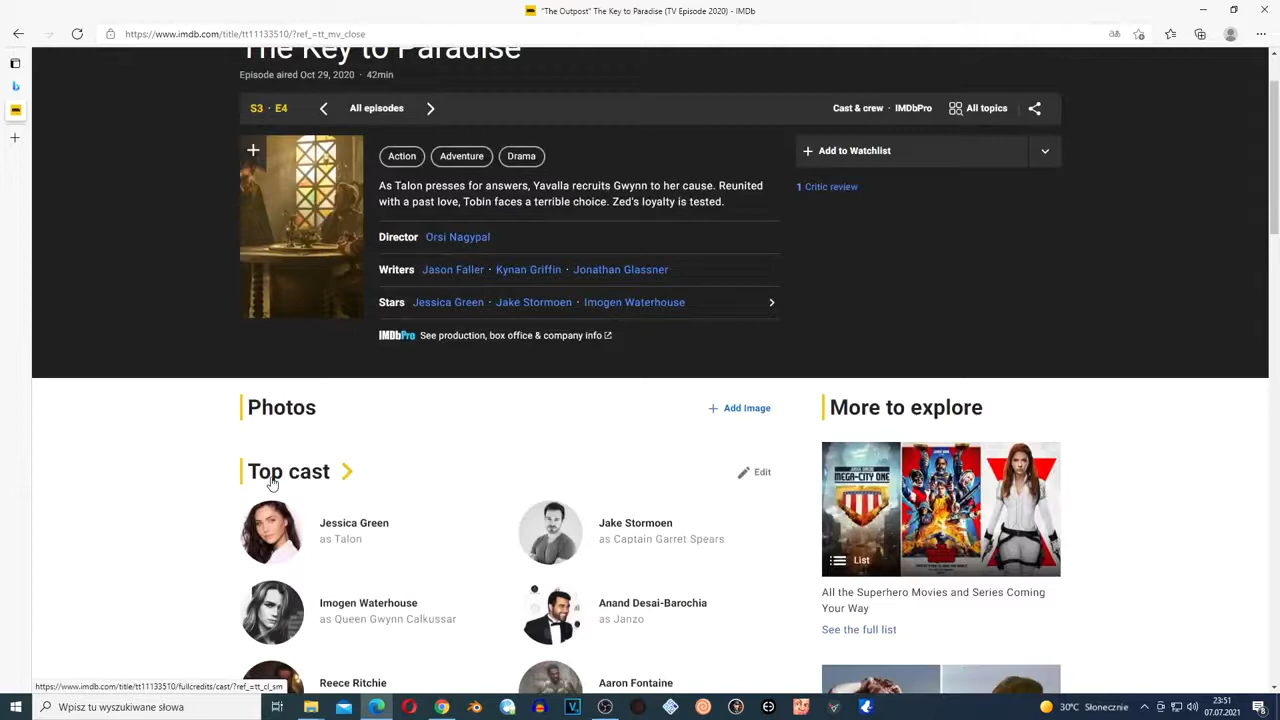 "The Outpost" The Key to Paradise (TV Episode 2020) - IMDb
https://www.imdb.com/title/tt11133510/?ref_=tt_mv_close
The Key to Paradise
Episode aired Oct 29, 2020 · 42min
S3 · E4
All episodes
Cast & crew · IMDbPro
All topics
Action
Adventure
Drama
Add to Watchlist
As Talon presses for answers, Yavalla recruits Gwynn to her cause. Reunited
with a past love, Tobin faces a terrible choice. Zed's loyalty is tested.
1 Critic review
Director Orsi Nagypal
Writers Jason Faller · Kynan Griffin · Jonathan Glassner
Stars Jessica Green · Jake Stormoen · Imogen Waterhouse
IMDbPro See production, box office & company info
Photos
Add Image
More to explore
Top cast
Edit
MEGA-CITY ONE
Jessica Green
as Talon
Jake Stormoen
as Captain Garret Spears
List
All the Superhero Movies and Series Coming
Your Way
See the full list
Imogen Waterhouse
as Queen Gwynn Calkussar
Anand Desai-Barochia
as Janzo
Reece Ritchie
Aaron Fontaine
https://www.imdb.com/title/tt11133510/fullcredits/cast/?ref_=tt_cl_sm
Wpisz tu wyszukiwane słowa
30°C Słonecznie
23:51
07.07.2021
8